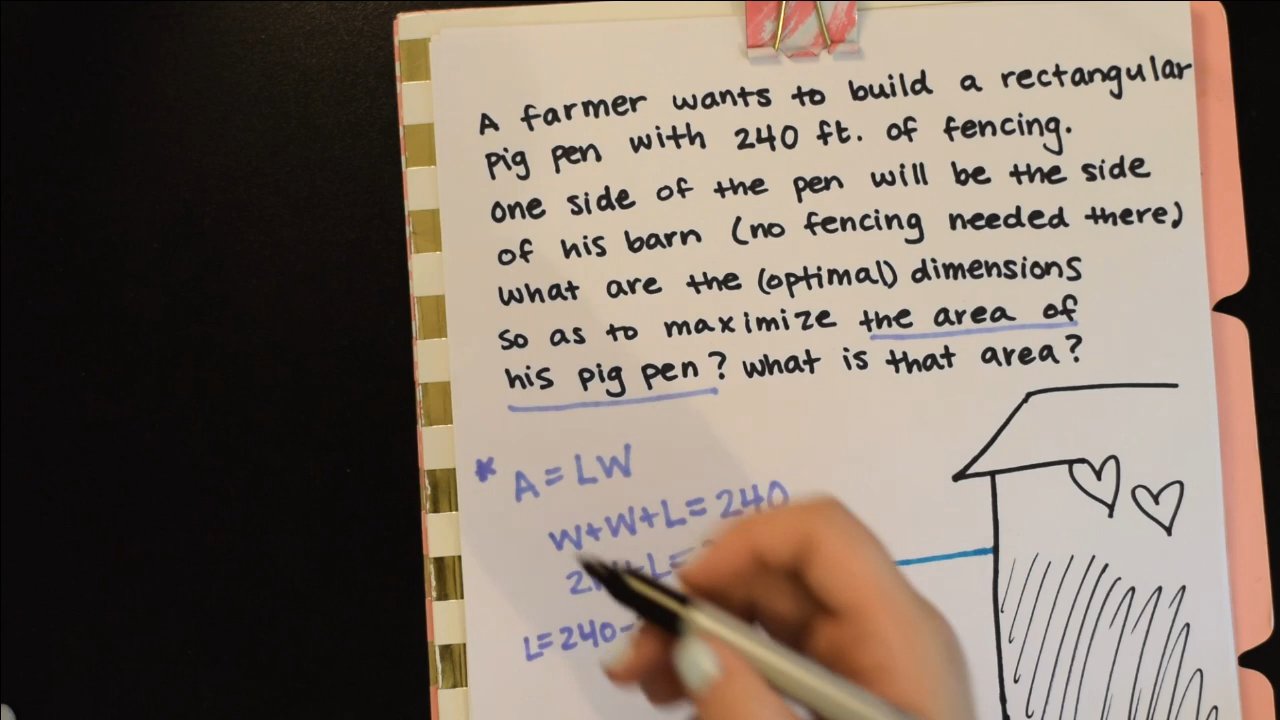 A farmer wants to build a rectangular
pig pen with 240 ft. of fencing.
one side of the pen will be the side
of his barn (no fencing needed there)
what are the (optimal) dimensions
so as to maximize the area of
his pig pen? what is that area?
* A = LW
W+W+L = 240
L=240-